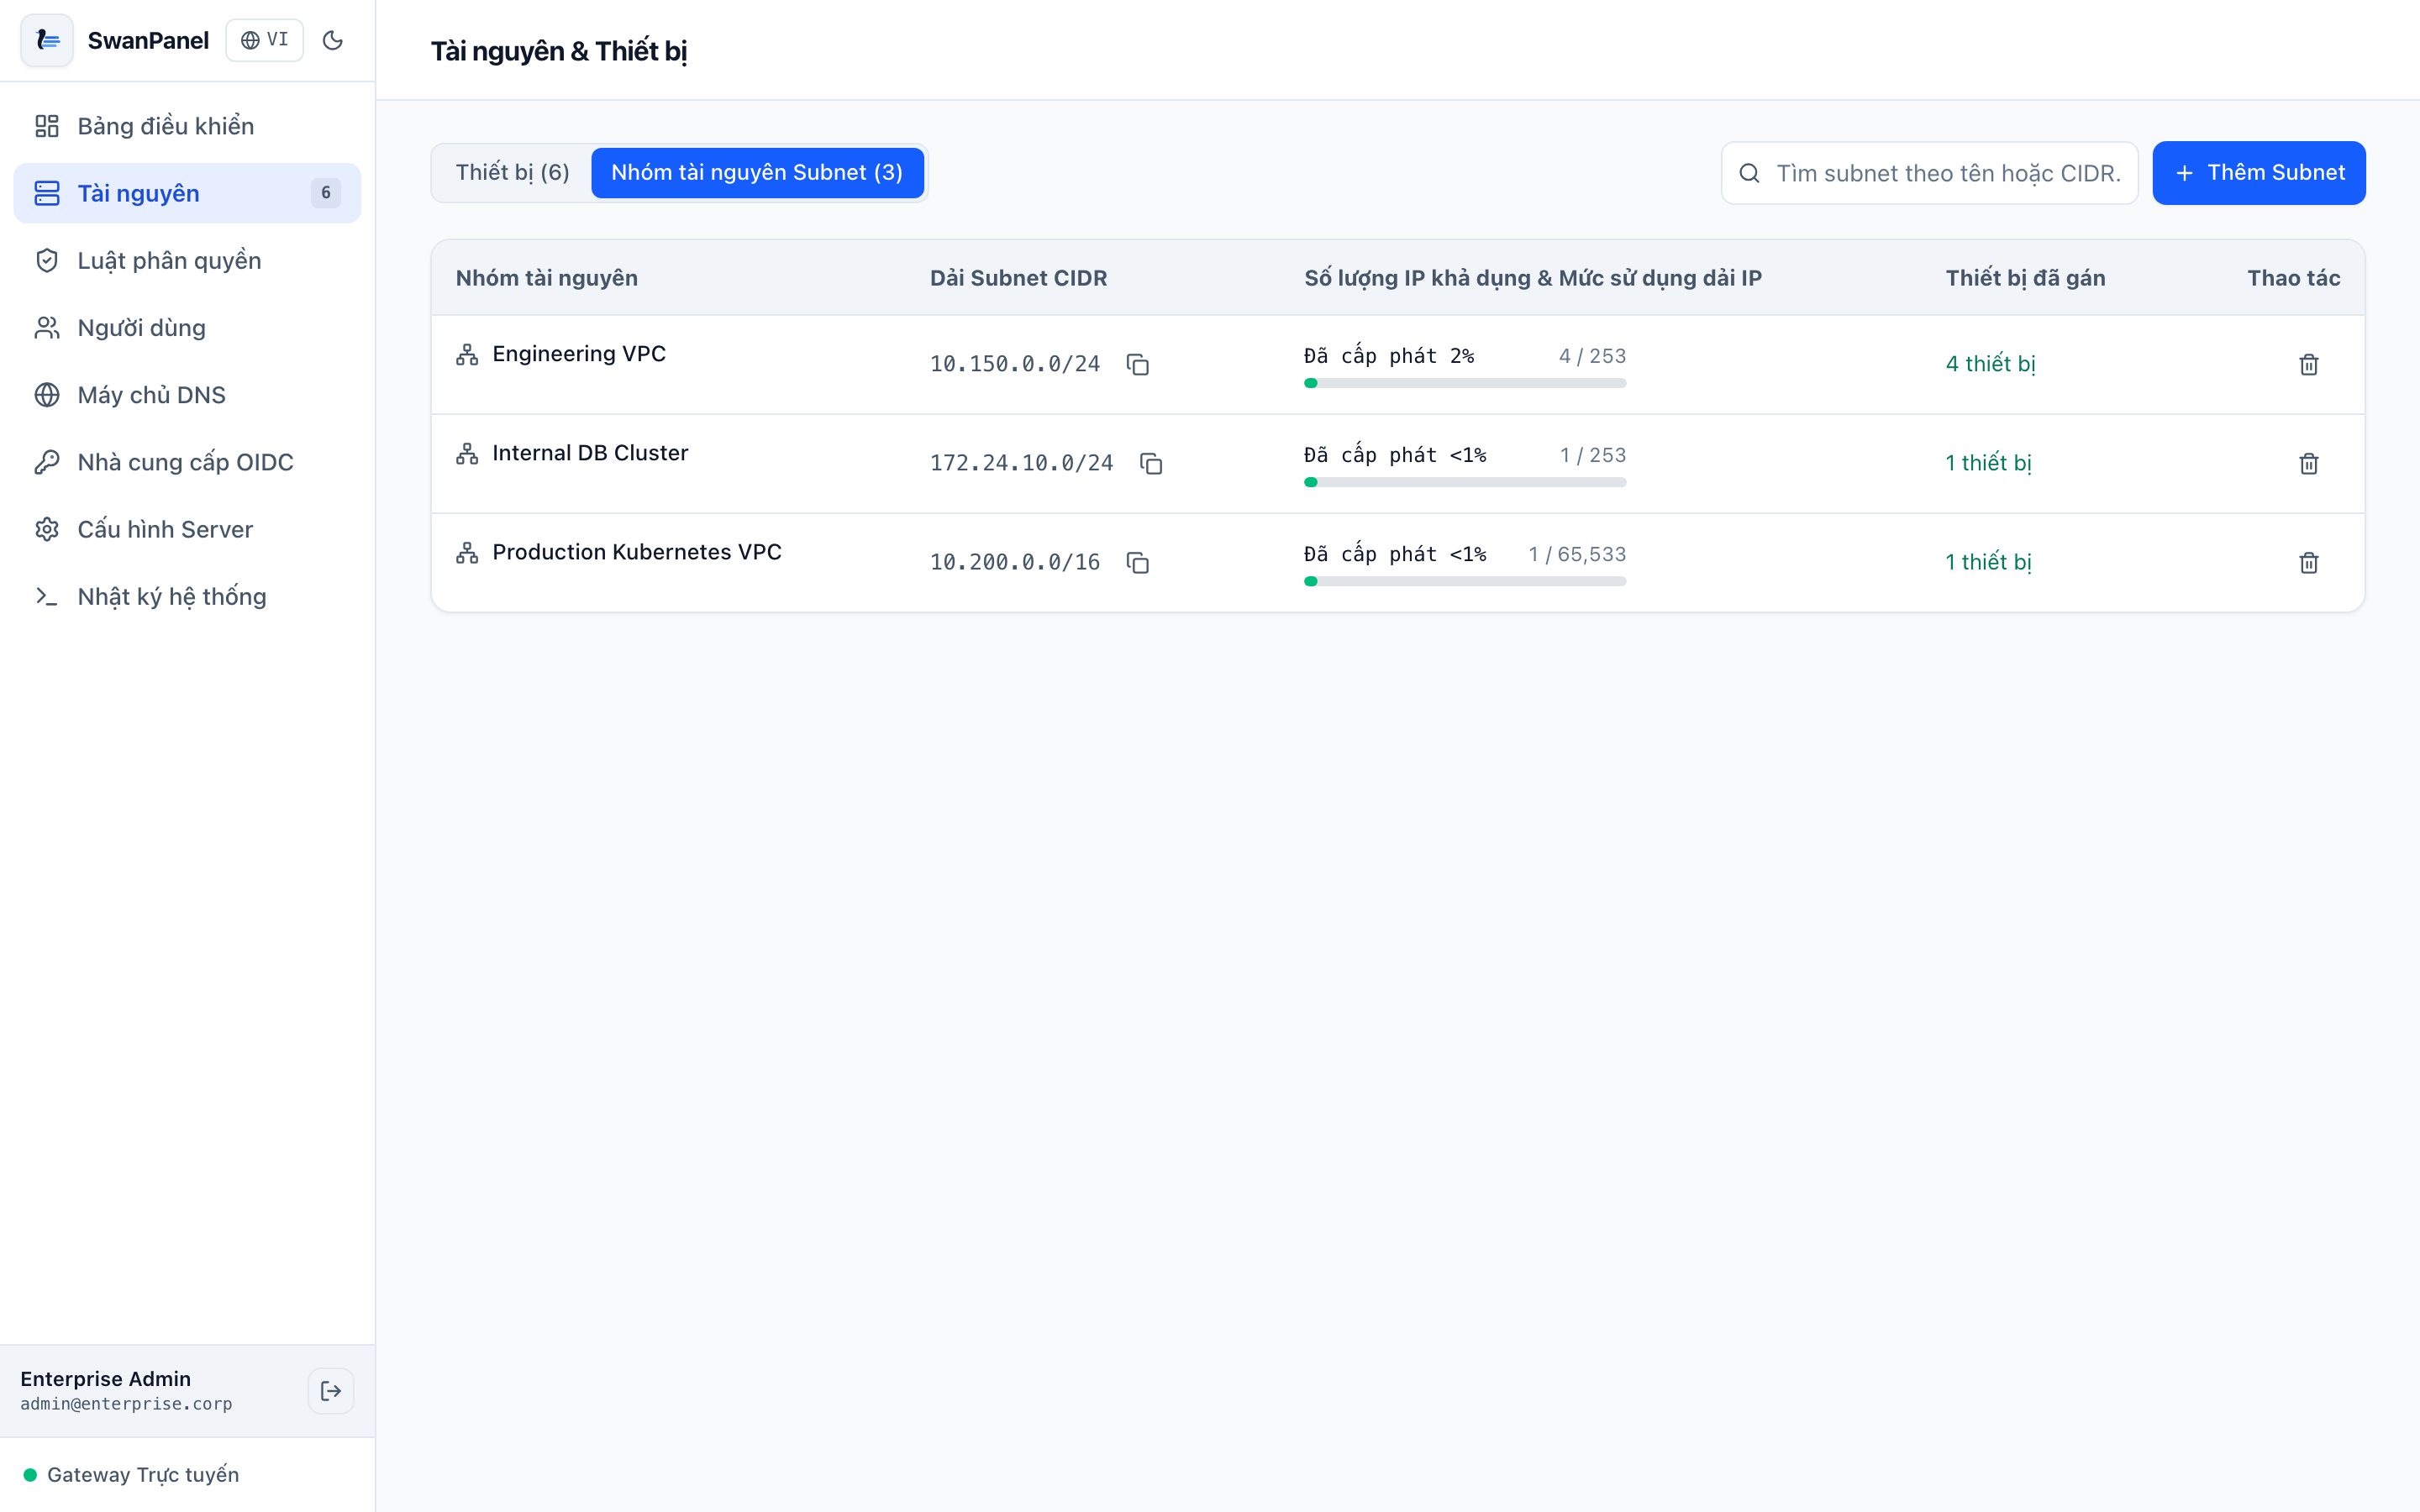 SwanPanel
VI
Bảng điều khiển
Tài nguyên
6
Luật phân quyền
Người dùng
Máy chủ DNS
Nhà cung cấp OIDC
Cấu hình Server
Nhật ký hệ thống
Enterprise Admin
admin@enterprise.corp
Gateway Trực tuyến
Tài nguyên & Thiết bị
Thiết bị (6)
Nhóm tài nguyên Subnet (3)
Tìm subnet theo tên hoặc CIDR.
Thêm Subnet
Nhóm tài nguyên Dải Subnet CIDR Số lượng IP khả dụng & Mức sử dụng dải IP Thiết bị đã gán Thao tác
Engineering VPC 10.150.0.0/24 Đã cấp phát 2% 4 / 253 4 thiết bị
Internal DB Cluster 172.24.10.0/24 Đã cấp phát <1% 1 / 253 1 thiết bị
Production Kubernetes VPC 10.200.0.0/16 Đã cấp phát <1% 1 / 65,533 1 thiết bị